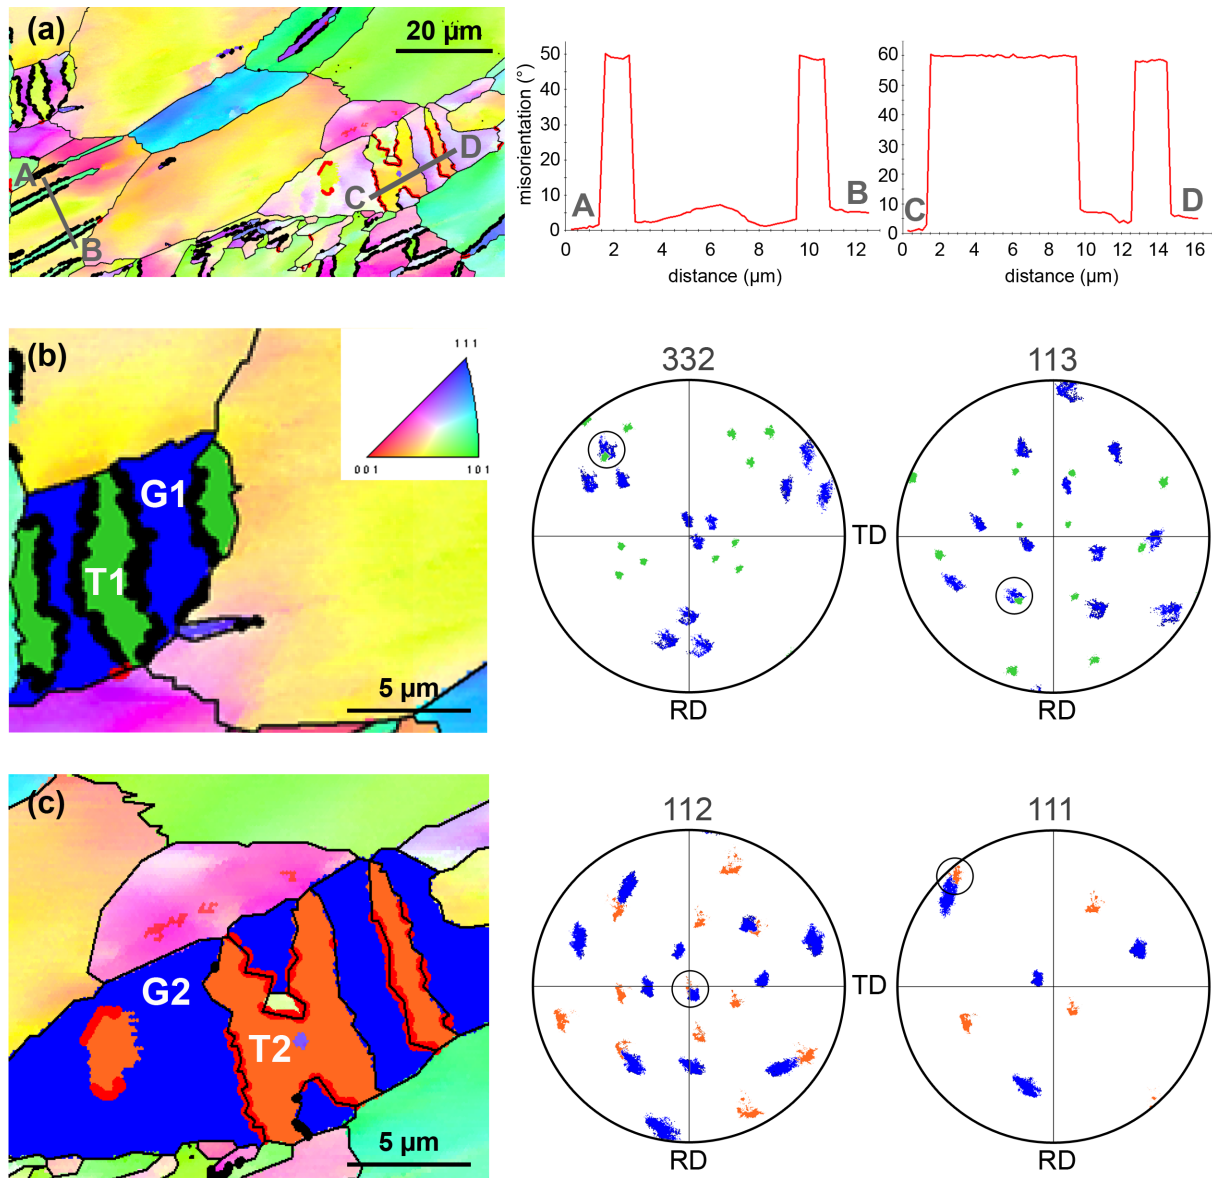 (a)
20 µm
A
B
C
D
misorientation (°)
50
40
30
20
10
0
A
B
0 2 4 6 8 10 12
distance (µm)
60
50
40
30
20
10
0
C
D
0 2 4 6 8 10 12 14 16
distance (µm)
(b)
111
001
101
G1
T1
5 µm
332
TD
RD
113
RD
(c)
G2
T2
5 µm
112
TD
RD
111
RD